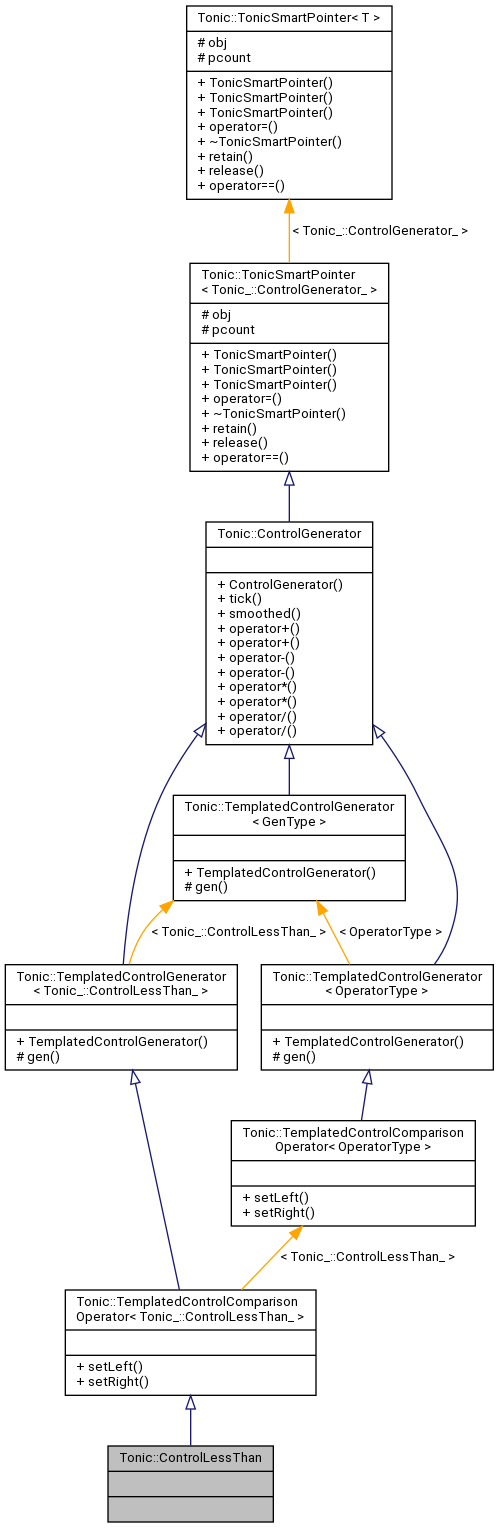 Tonic::TonicSmartPointer< T >
# obj
# pcount
+ TonicSmartPointer()
+ TonicSmartPointer()
+ TonicSmartPointer()
+ operator=()
+ ~TonicSmartPointer()
+ retain()
+ release()
+ operator==()
< Tonic_::ControlGenerator_ >
Tonic::TonicSmartPointer
< Tonic_::ControlGenerator_ >
# obj
# pcount
+ TonicSmartPointer()
+ TonicSmartPointer()
+ TonicSmartPointer()
+ operator=()
+ ~TonicSmartPointer()
+ retain()
+ release()
+ operator==()
Tonic::ControlGenerator
+ ControlGenerator()
+ tick()
+ smoothed()
+ operator+()
+ operator+()
+ operator-()
+ operator-()
+ operator*()
+ operator*()
+ operator/()
+ operator/()
Tonic::TemplatedControlGenerator
< GenType >
+ TemplatedControlGenerator()
# gen()
< Tonic_::ControlLessThan_ >
< OperatorType >
Tonic::TemplatedControlGenerator
< Tonic_::ControlLessThan_ >
+ TemplatedControlGenerator()
# gen()
Tonic::TemplatedControlGenerator
< OperatorType >
+ TemplatedControlGenerator()
# gen()
Tonic::TemplatedControlComparison
Operator< OperatorType >
+ setLeft()
+ setRight()
< Tonic_::ControlLessThan_ >
Tonic::TemplatedControlComparison
Operator< Tonic_::ControlLessThan_ >
+ setLeft()
+ setRight()
Tonic::ControlLessThan